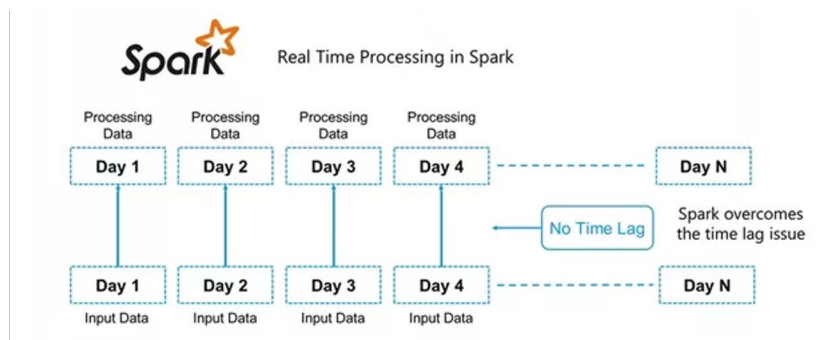 Spark
Real Time Processing in Spark
Processing
Data
Processing
Data
Processing
Data
Processing
Data
Day 1
Day 2
Day 3
Day 4
Day N
No Time Lag
Spark overcomes
the time lag issue
Day 1
Day 2
Day 3
Day 4
Day N
Input Data
Input Data
Input Data
Input Data